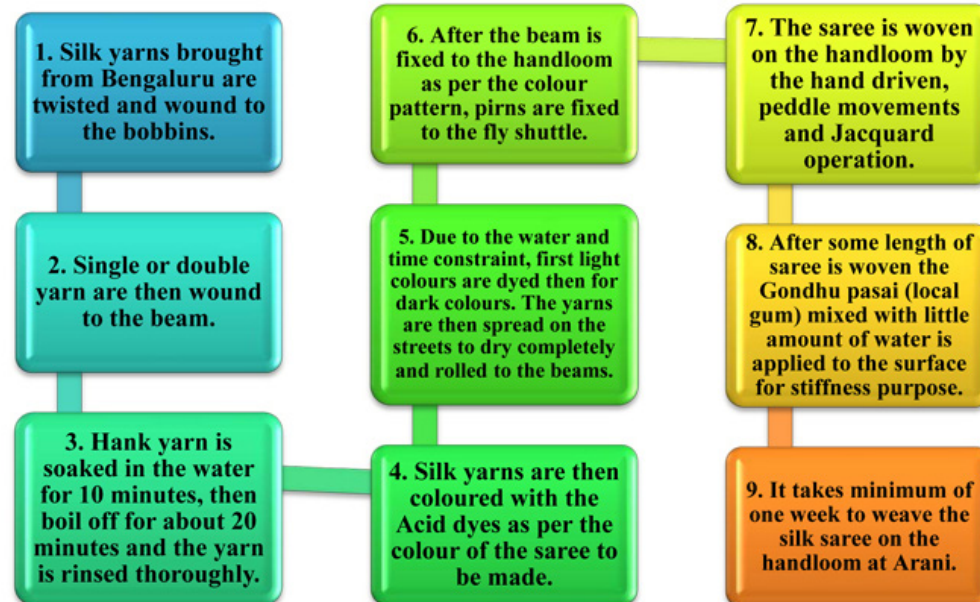 1. Silk yarns brought
from Bengaluru are
twisted and wound to
the bobbins.
2. Single or double
yarn are then wound
to the beam.
3. Hank yarn is
soaked in the water
for 10 minutes, then
boil off for about 20
minutes and the yarn
is rinsed thoroughly.
4. Silk yarns are then
coloured with the
Acid dyes as per the
colour of the saree to
be made.
5. Due to the water and
time constraint, first light
colours are dyed then for
dark colours. The yarns
are then spread on the
streets to dry completely
and rolled to the beams.
6. After the beam is
fixed to the handloom
as per the colour
pattern, pirns are fixed
to the fly shuttle.
7. The saree is woven
on the handloom by
the hand driven,
peddle movements
and Jacquard
operation.
8. After some length of
saree is woven the
Gondhu pasai (local
gum) mixed with little
amount of water is
applied to the surface
for stiffness purpose.
9. It takes minimum of
one week to weave the
silk saree on the
handloom at Arani.